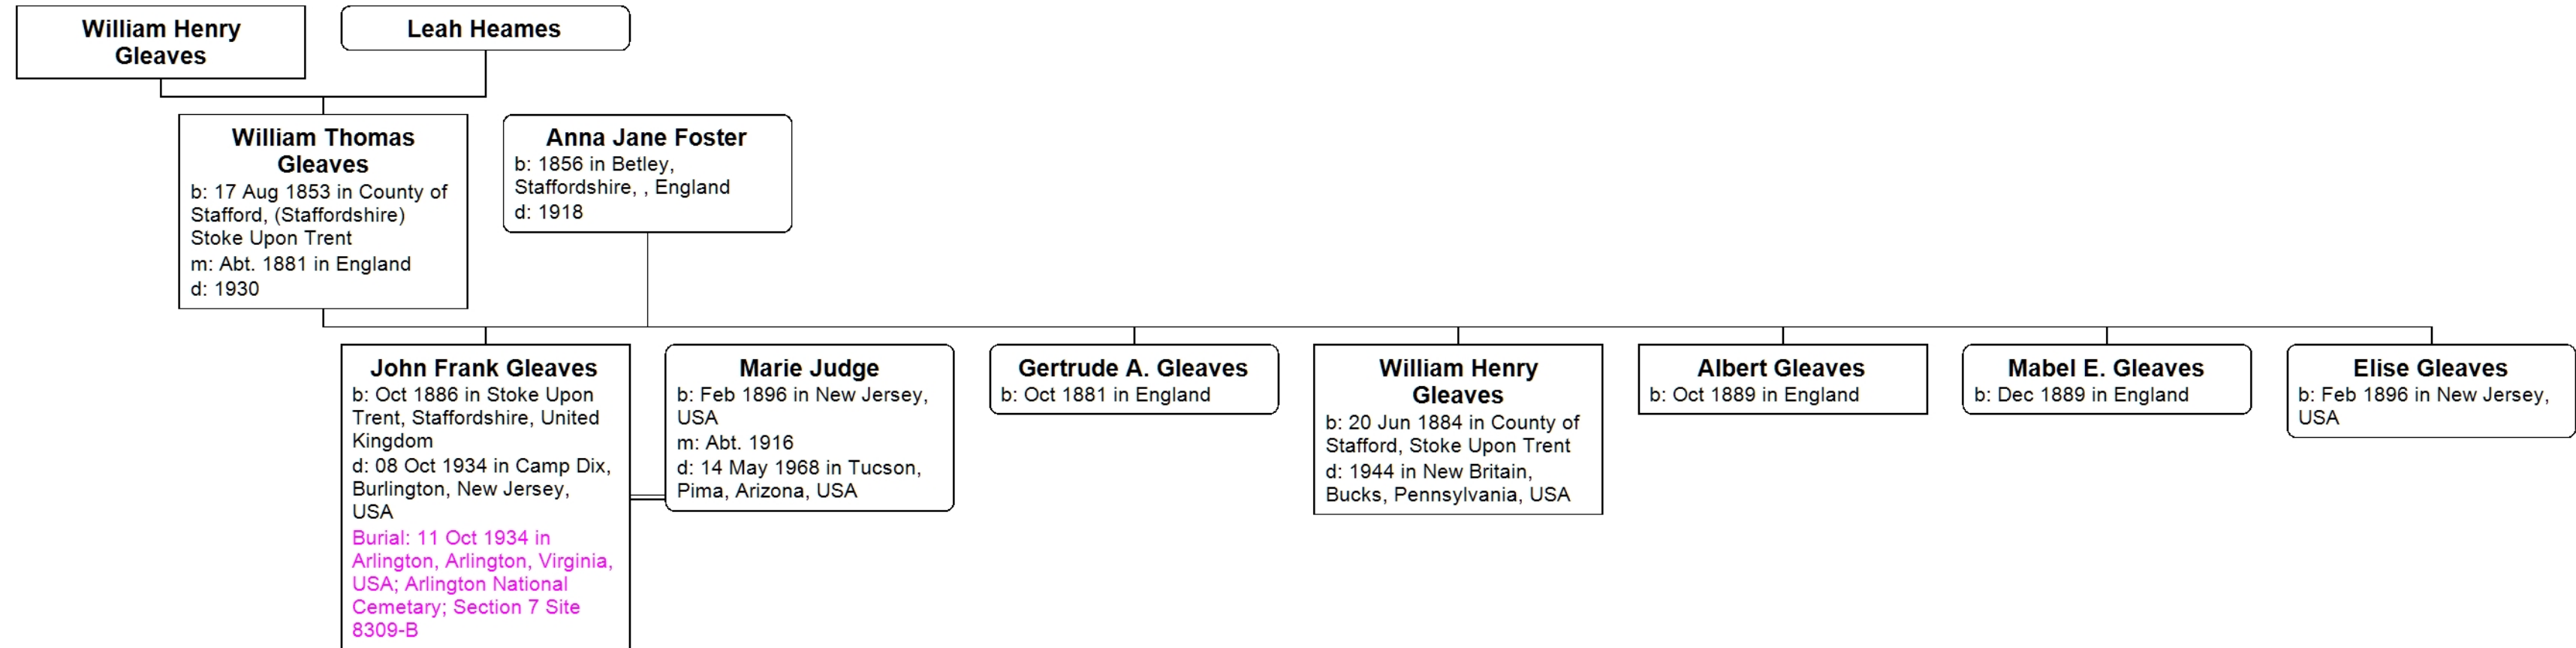 William Henry
Gleaves
Leah Heames
William Thomas
Gleaves
b: 17 Aug 1853 in County of
Stafford, (Staffordshire)
Stoke Upon Trent
m: Abt. 1881 in England
d: 1930
Anna Jane Foster
b: 1856 in Betley,
Staffordshire, , England
d: 1918
John Frank Gleaves
b: Oct 1886 in Stoke Upon
Trent, Staffordshire, United
Kingdom
d: 08 Oct 1934 in Camp Dix,
Burlington, New Jersey,
USA
Burial: 11 Oct 1934 in
Arlington, Arlington, Virginia,
USA; Arlington National
Cemetary; Section 7 Site
8309-B
Marie Judge
b: Feb 1896 in New Jersey,
USA
m: Abt. 1916
d: 14 May 1968 in Tucson,
Pima, Arizona, USA
Gertrude A. Gleaves
b: Oct 1881 in England
William Henry
Gleaves
b: 20 Jun 1884 in County of
Stafford, Stoke Upon Trent
d: 1944 in New Britain,
Bucks, Pennsylvania, USA
Albert Gleaves
b: Oct 1889 in England
Mabel E. Gleaves
b: Dec 1889 in England
Elise Gleaves
b: Feb 1896 in New Jersey,
USA